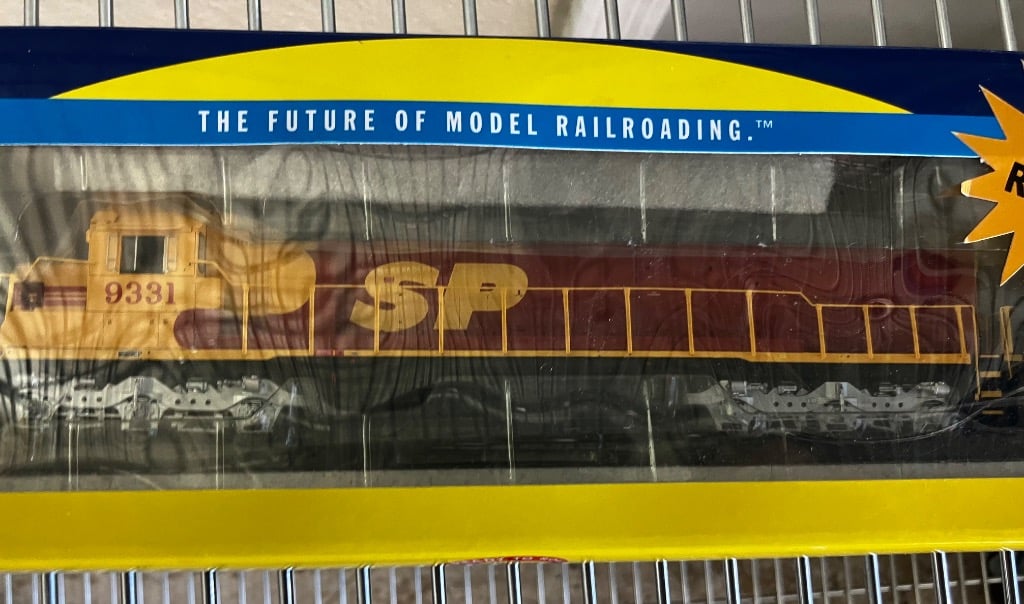 THE FUTURE OF MODEL RAILROADING.™
9331
SP